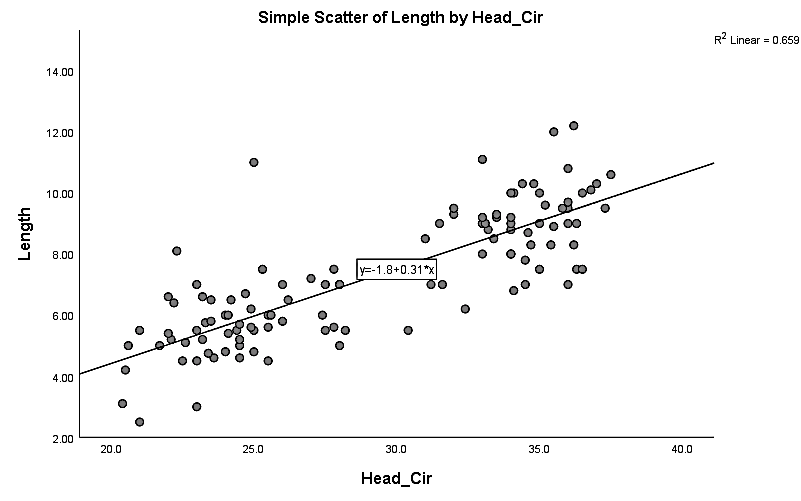 Simple Scatter of Length by Head_Cir
R2 Linear = 0.659
14.00
12.00
10.00
8.00
6.00
4.00
2.00
Length
y=-1.8+0.31*x
20.0 25.0 30.0 35.0 40.0
Head_Cir